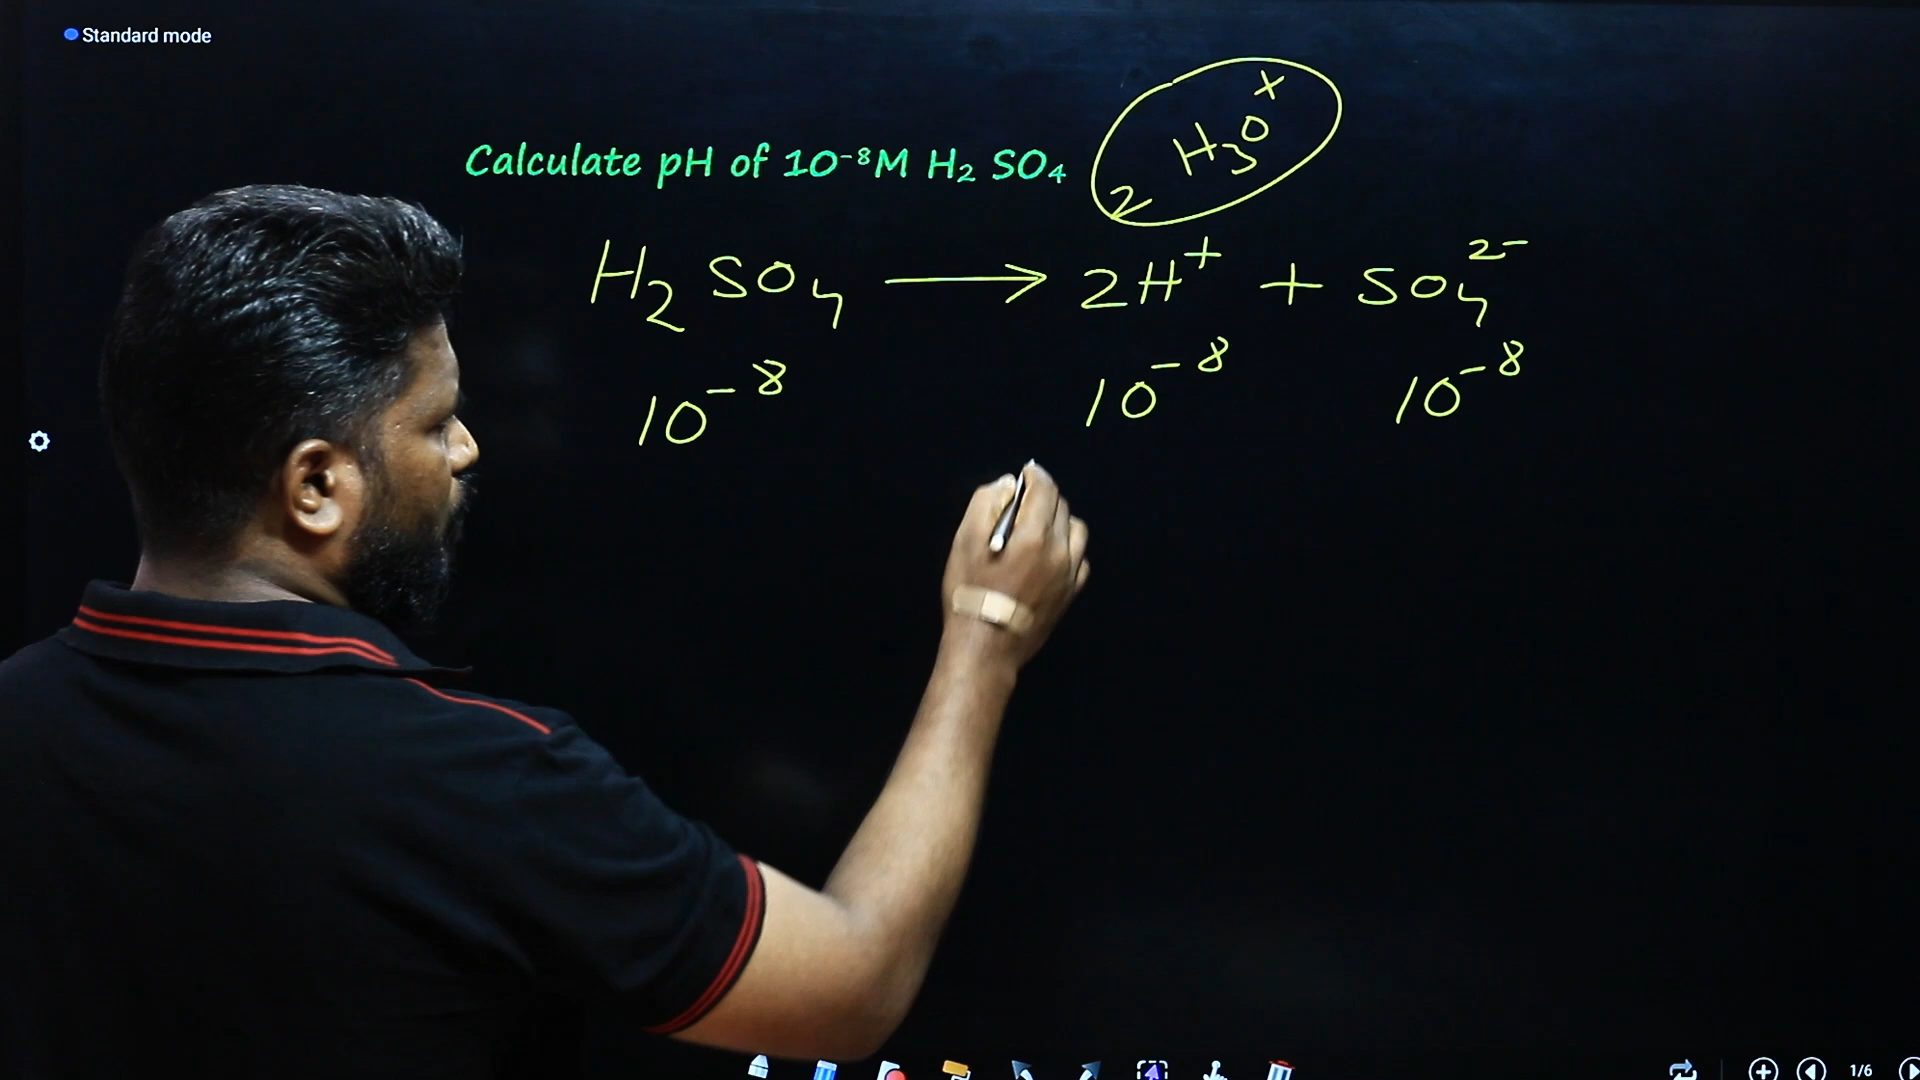 Standard mode
H₃O⁺
2
Calculate pH of 10⁻⁸M H₂ SO₄
H₂SO₄ ⟶ 2H⁺ + SO₄²⁻
10⁻⁸ 10⁻⁸ 10⁻⁸
1/6